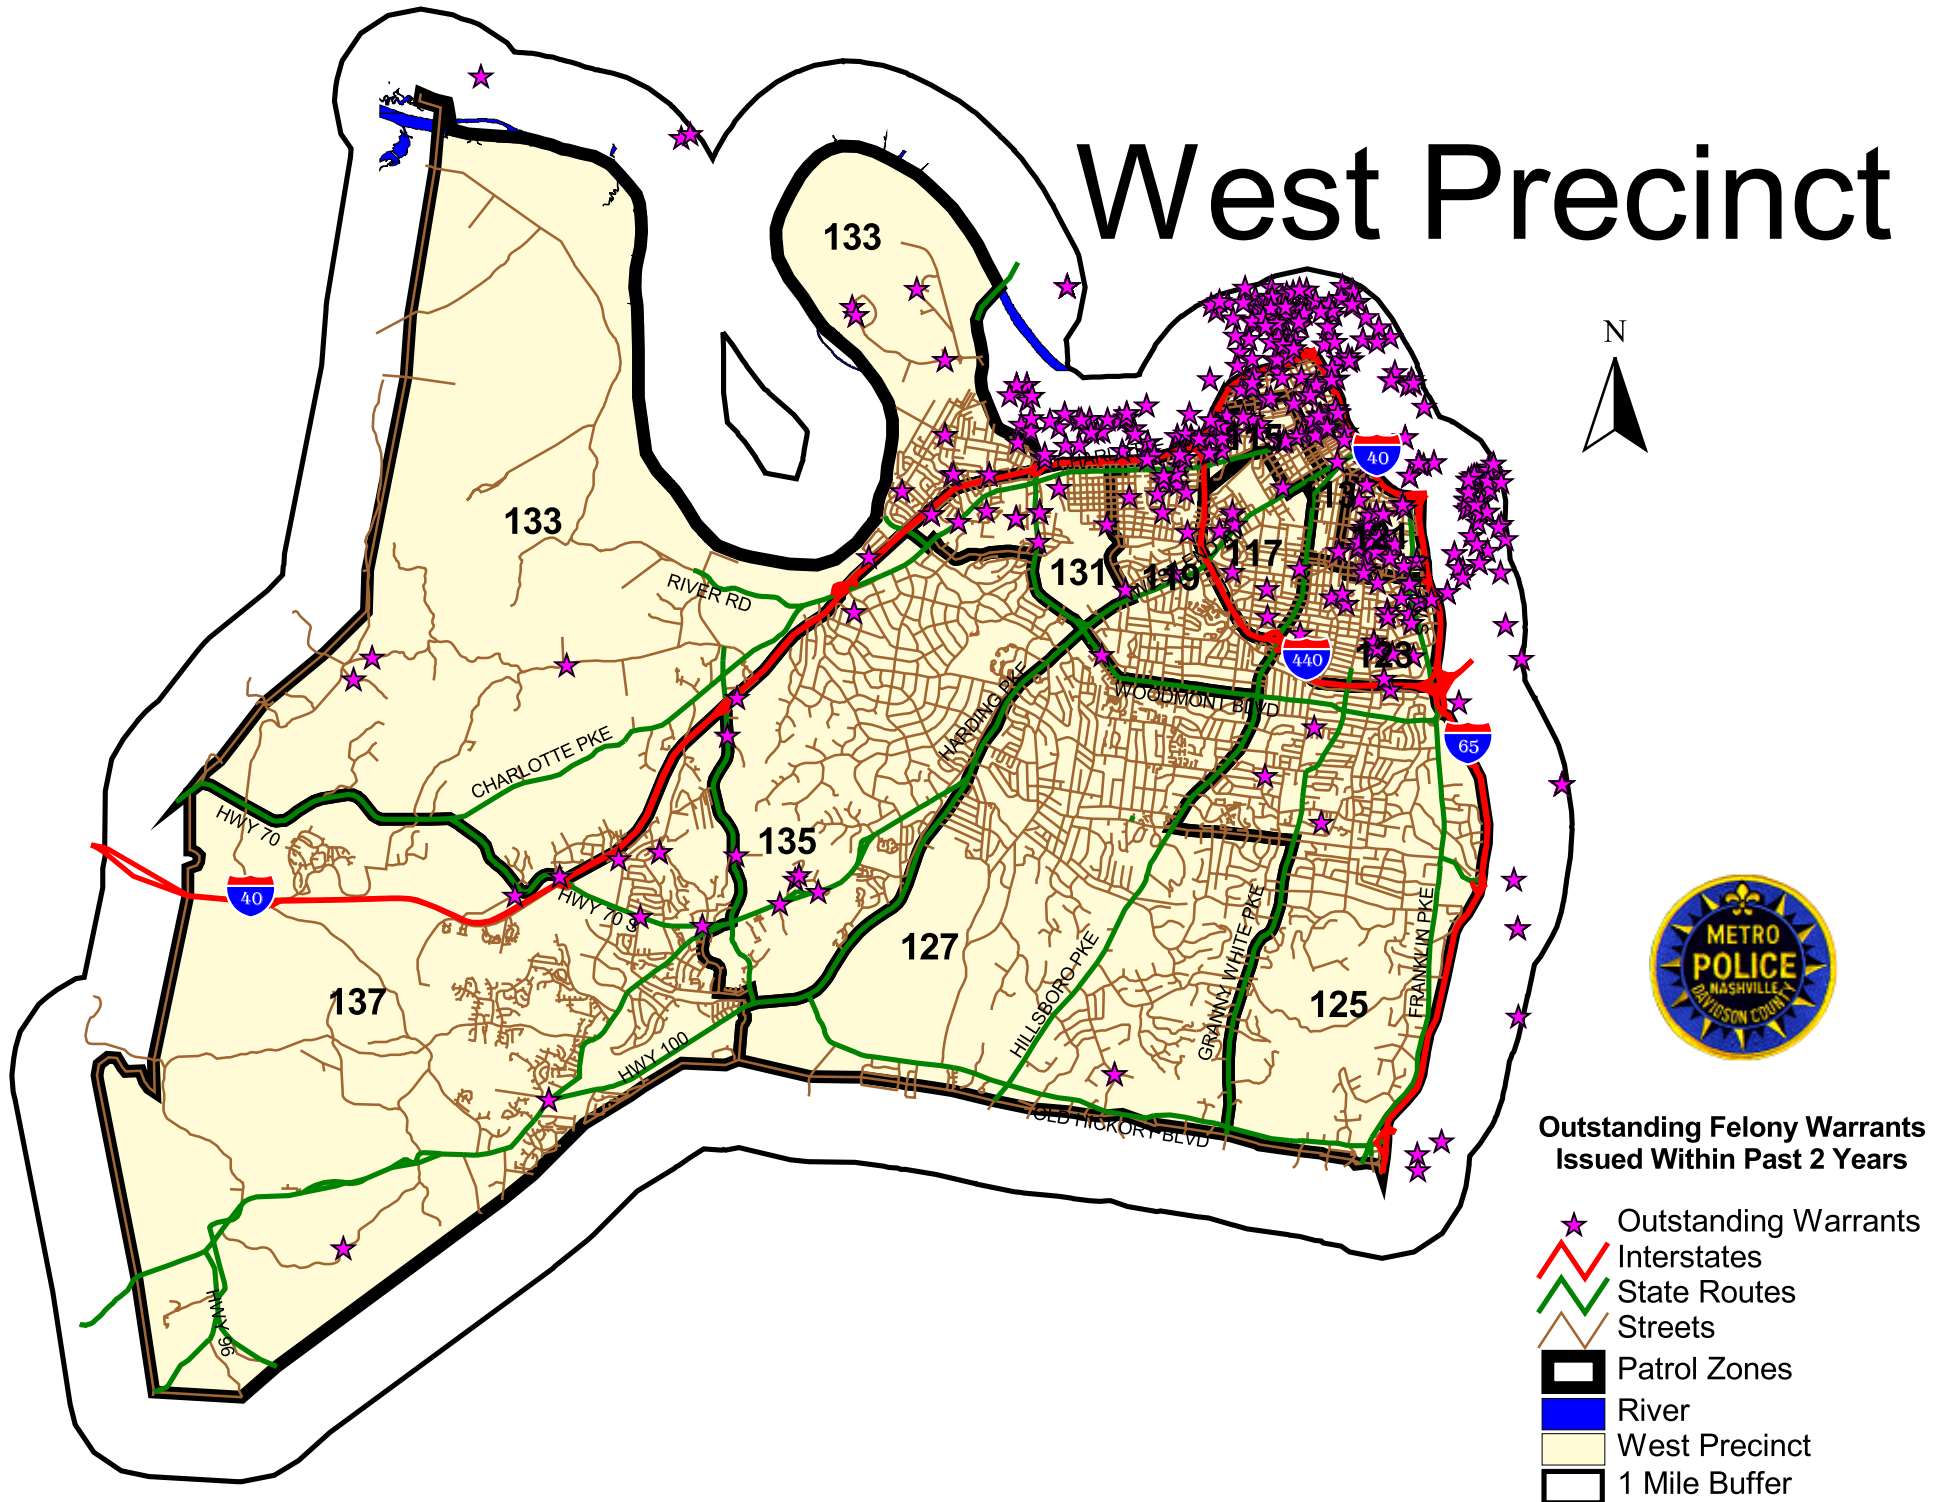 West Precinct
N
133
133
115
40
13
121
117
131
119
RIVER RD
123
440
HARDING PKE
WOODMONT BLVD
65
CHARLOTTE PKE
HWY 70
135
40
HWY 70 S
127
HILLSBORO PKE
GRANNY WHITE PKE
FRANKLIN PKE
125
137
HWY 100
OLD HICKORY BLVD
HWY 96
METRO
POLICE
NASHVILLE
DAVIDSON COUNTY
Outstanding Felony Warrants
Issued Within Past 2 Years
Outstanding Warrants
Interstates
State Routes
Streets
Patrol Zones
River
West Precinct
1 Mile Buffer